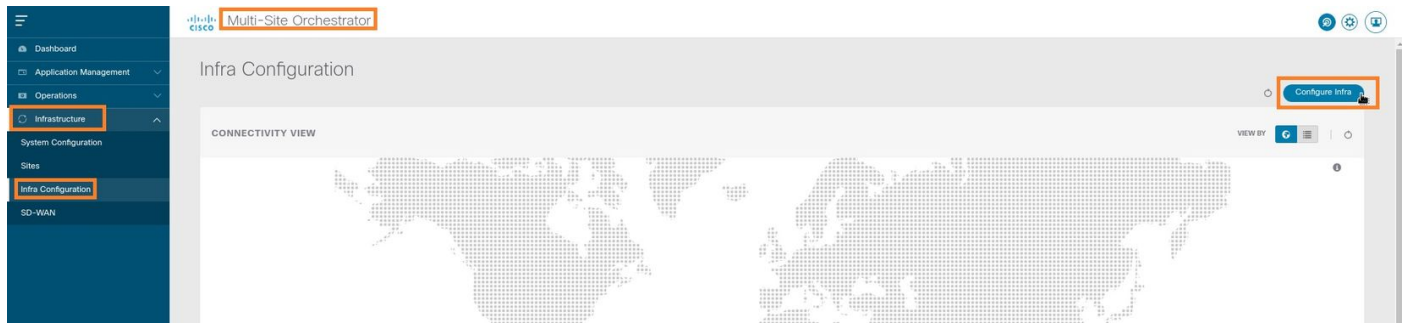 cisco Multi-Site Orchestrator
Dashboard
Application Management
Operations
Infrastructure
System Configuration
Sites
Infra Configuration
SD-WAN
Infra Configuration
Configure Infra
CONNECTIVITY VIEW
VIEW BY